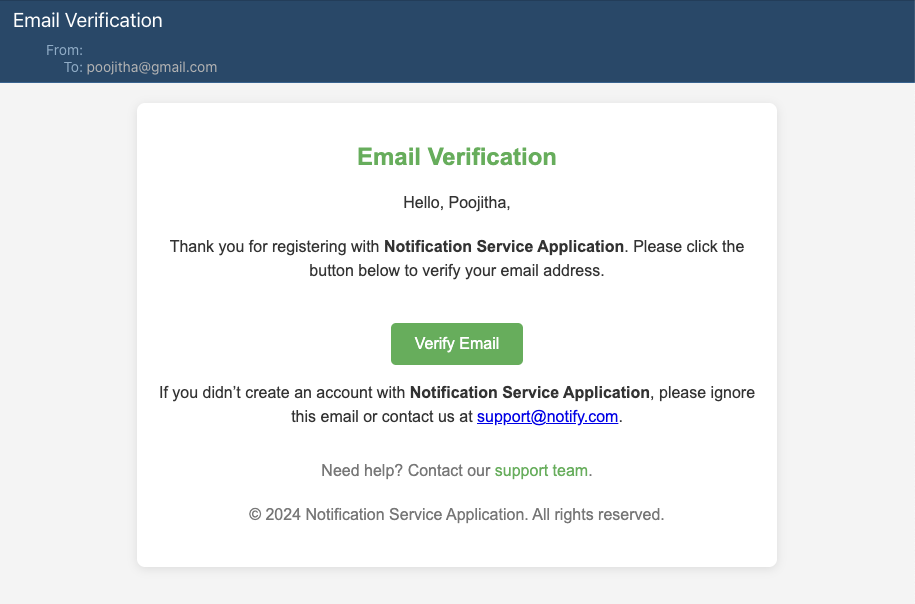 Email Verification
From:
To: poojitha@gmail.com
Email Verification
Hello, Poojitha,
Thank you for registering with Notification Service Application. Please click the
button below to verify your email address.
Verify Email
If you didn’t create an account with Notification Service Application, please ignore
this email or contact us at support@notify.com.
Need help? Contact our support team.
© 2024 Notification Service Application. All rights reserved.